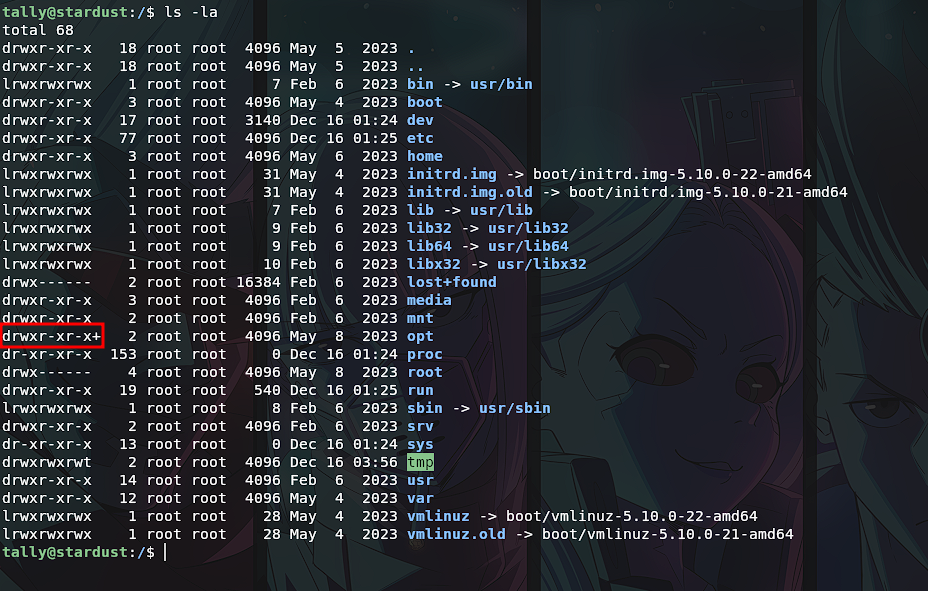 tally@stardust:/$ ls -la
total 68
drwxr-xr-x   18 root root  4096 May  5  2023 .
drwxr-xr-x   18 root root  4096 May  5  2023 ..
lrwxrwxrwx    1 root root     7 Feb  6  2023 bin -> usr/bin
drwxr-xr-x    3 root root  4096 May  4  2023 boot
drwxr-xr-x   17 root root  3140 Dec 16 01:24 dev
drwxr-xr-x   77 root root  4096 Dec 16 01:25 etc
drwxr-xr-x    3 root root  4096 May  6  2023 home
lrwxrwxrwx    1 root root    31 May  4  2023 initrd.img -> boot/initrd.img-5.10.0-22-amd64
lrwxrwxrwx    1 root root    31 May  4  2023 initrd.img.old -> boot/initrd.img-5.10.0-21-amd64
lrwxrwxrwx    1 root root     7 Feb  6  2023 lib -> usr/lib
lrwxrwxrwx    1 root root     9 Feb  6  2023 lib32 -> usr/lib32
lrwxrwxrwx    1 root root     9 Feb  6  2023 lib64 -> usr/lib64
lrwxrwxrwx    1 root root    10 Feb  6  2023 libx32 -> usr/libx32
drwx------    2 root root 16384 Feb  6  2023 lost+found
drwxr-xr-x    3 root root  4096 Feb  6  2023 media
drwxr-xr-x    2 root root  4096 Feb  6  2023 mnt
drwxr-xr-x+   2 root root  4096 May  8  2023 opt
dr-xr-xr-x  153 root root     0 Dec 16 01:24 proc
drwx------    4 root root  4096 May  8  2023 root
drwxr-xr-x   19 root root   540 Dec 16 01:25 run
lrwxrwxrwx    1 root root     8 Feb  6  2023 sbin -> usr/sbin
drwxr-xr-x    2 root root  4096 Feb  6  2023 srv
dr-xr-xr-x   13 root root     0 Dec 16 01:24 sys
drwxrwxrwt    2 root root  4096 Dec 16 03:56 tmp
drwxr-xr-x   14 root root  4096 Feb  6  2023 usr
drwxr-xr-x   12 root root  4096 May  4  2023 var
lrwxrwxrwx    1 root root    28 May  4  2023 vmlinuz -> boot/vmlinuz-5.10.0-22-amd64
lrwxrwxrwx    1 root root    28 May  4  2023 vmlinuz.old -> boot/vmlinuz-5.10.0-21-amd64
tally@stardust:/$